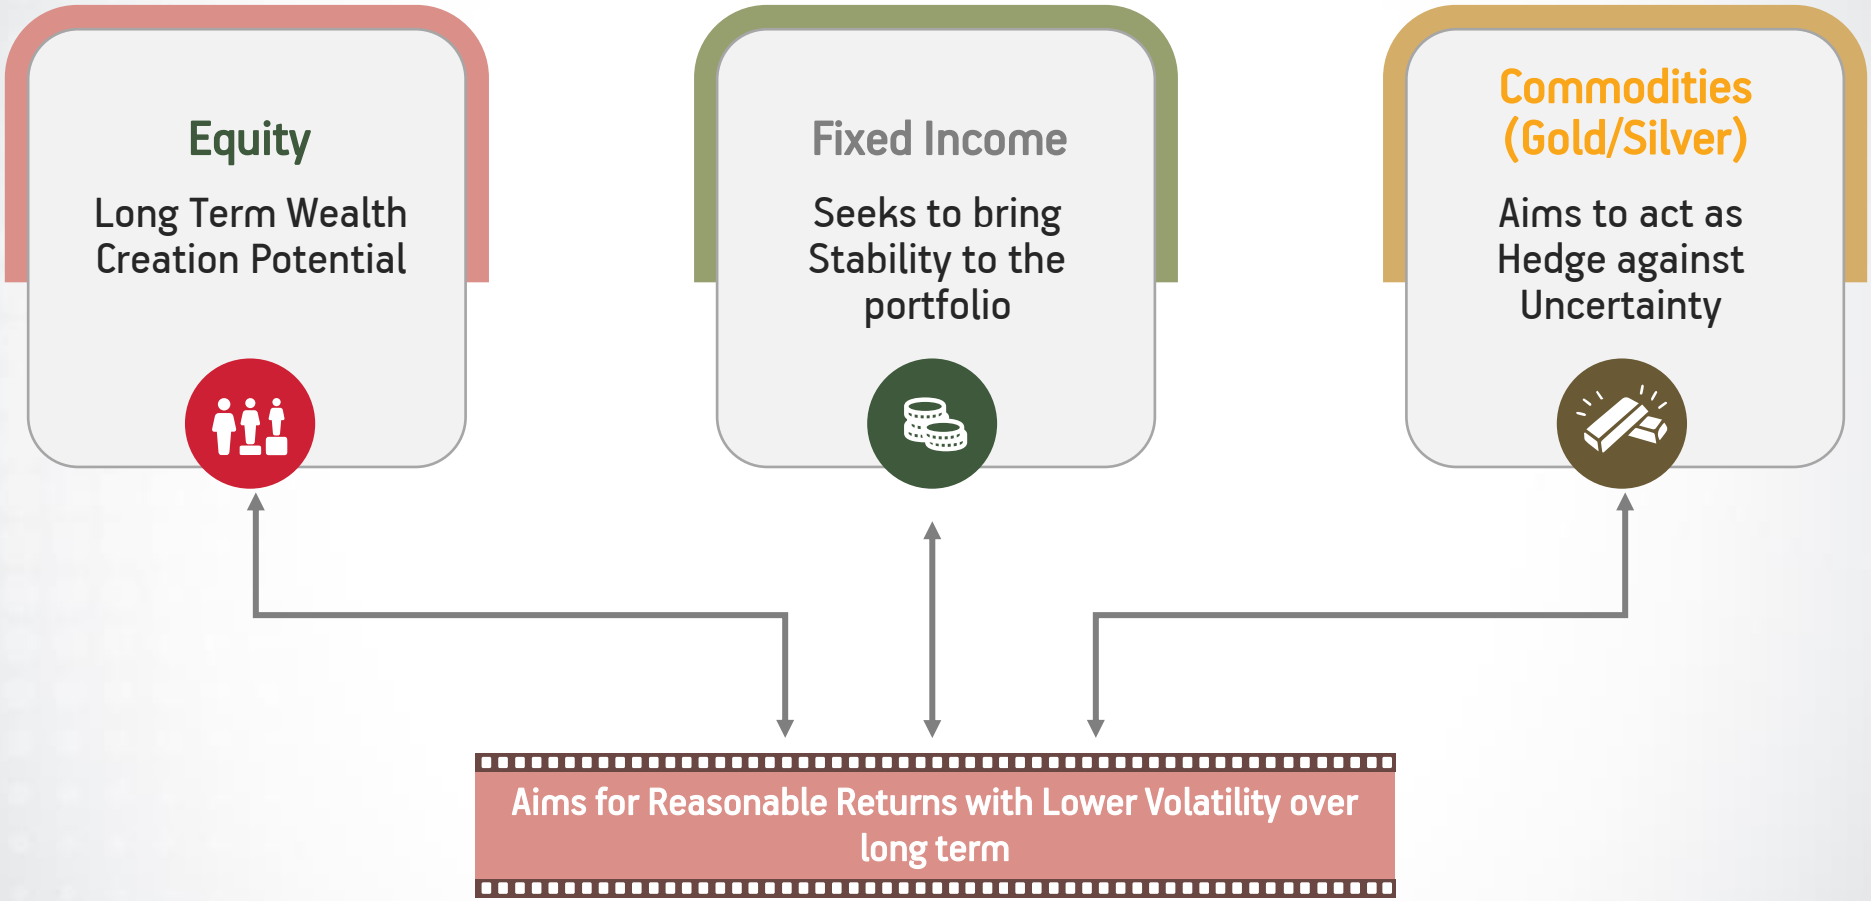 Equity
Long Term Wealth
Creation Potential
Fixed Income
Seeks to bring
Stability to the
portfolio
Commodities
(Gold/Silver)
Aims to act as
Hedge against
Uncertainty
Aims for Reasonable Returns with Lower Volatility over
long term